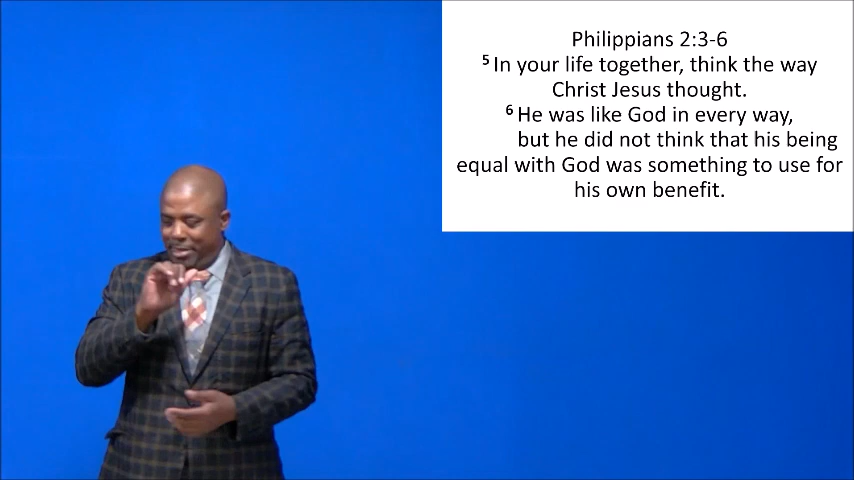 Philippians 2:3-6
5 In your life together, think the way
Christ Jesus thought.
6 He was like God in every way,
but he did not think that his being
equal with God was something to use for
his own benefit.